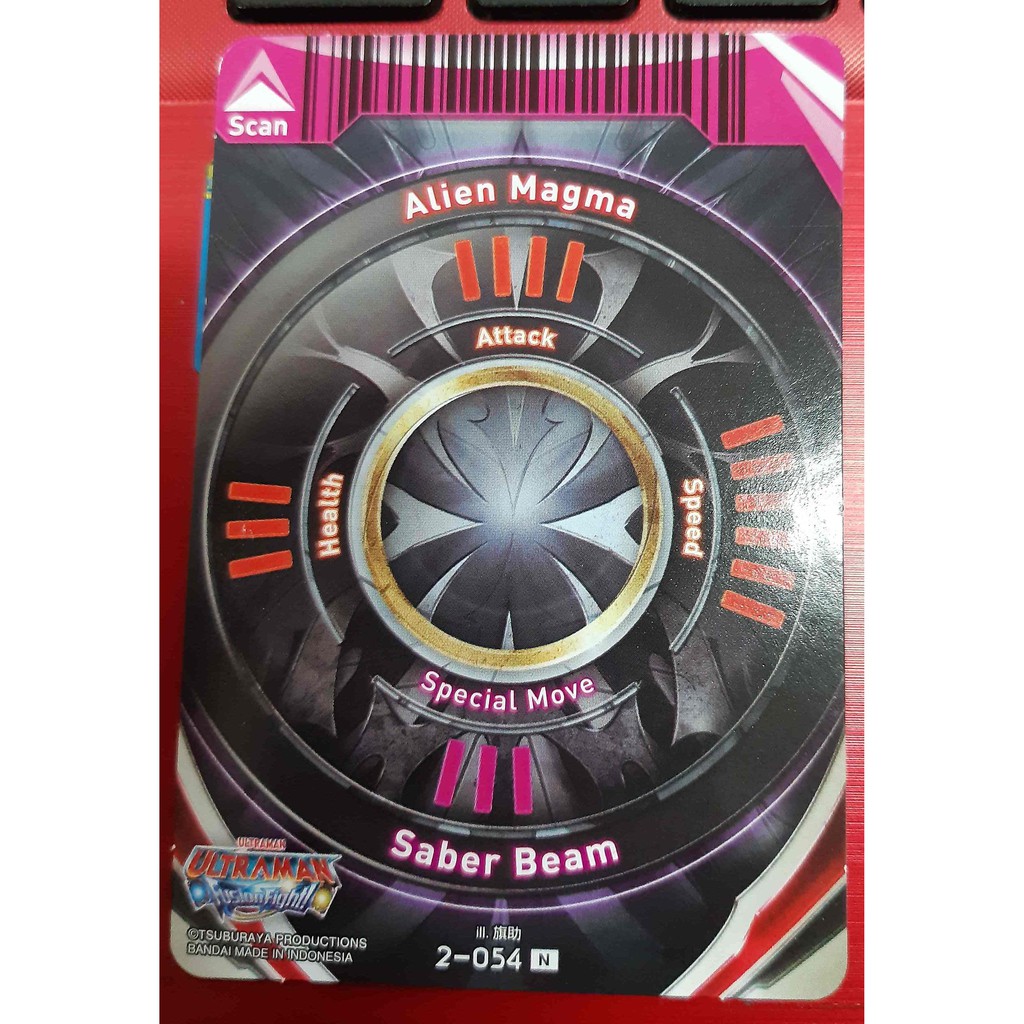 Scan
Alien Magma
Attack
Health
Speed
Special Move
Saber Beam
ULTRAMAN
ULTRAMAN
FusionFight!
ill. 旗助
©TSUBURAYA PRODUCTIONS
BANDAI MADE IN INDONESIA
2-054 N